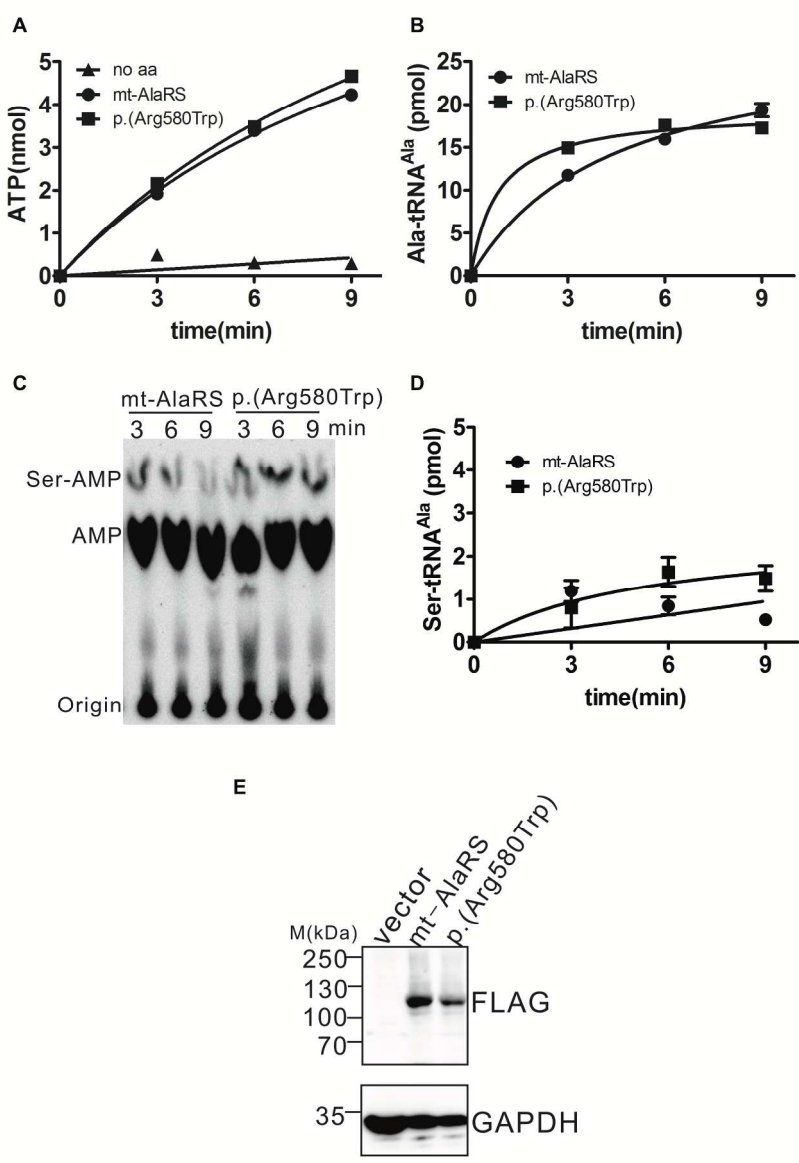 A
ATP(nmol)
5
4
3
2
1
0
no aa
mt-AlaRS
p.(Arg580Trp)
0 3 6 9
time(min)
B
Ala-tRNA^Ala (pmol)
25
20
15
10
5
0
mt-AlaRS
p.(Arg580Trp)
0 3 6 9
time(min)
C
mt-AlaRS p.(Arg580Trp)
3 6 9 3 6 9 min
Ser-AMP
AMP
Origin
D
Ser-tRNA^Ala (pmol)
5
4
3
2
1
0
mt-AlaRS
p.(Arg580Trp)
0 3 6 9
time(min)
E
vector
mt-AlaRS
p.(Arg580Trp)
M(kDa)
250
130
100
70
FLAG
35
GAPDH